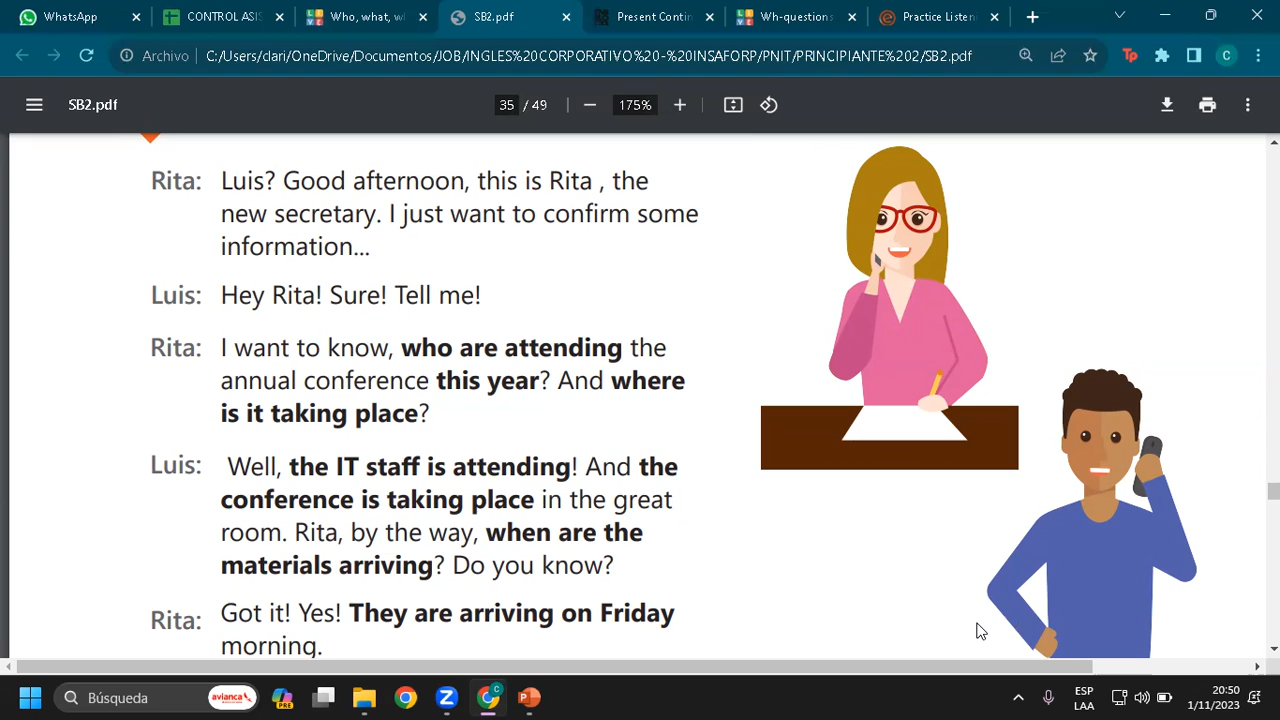 WhatsApp
CONTROL ASIS
Who, what, w
SB2.pdf
Present Contin
Wh-questions
Practice Listen
Archivo
C:/Users/clari/OneDrive/Documentos/JOB/INGLES%20CORPORATIVO%20-%20INSAFORP/PNIT/PRINCIPIANTE%202/SB2.pdf
SB2.pdf
35 / 49
175%
Rita: Luis? Good afternoon, this is Rita , the
new secretary. I just want to confirm some
information...
Luis: Hey Rita! Sure! Tell me!
Rita: I want to know, who are attending the
annual conference this year? And where
is it taking place?
Luis: Well, the IT staff is attending! And the
conference is taking place in the great
room. Rita, by the way, when are the
materials arriving? Do you know?
Rita: Got it! Yes! They are arriving on Friday
morning.
Búsqueda
avianca
PRE
ESP
LAA
20:50
1/11/2023